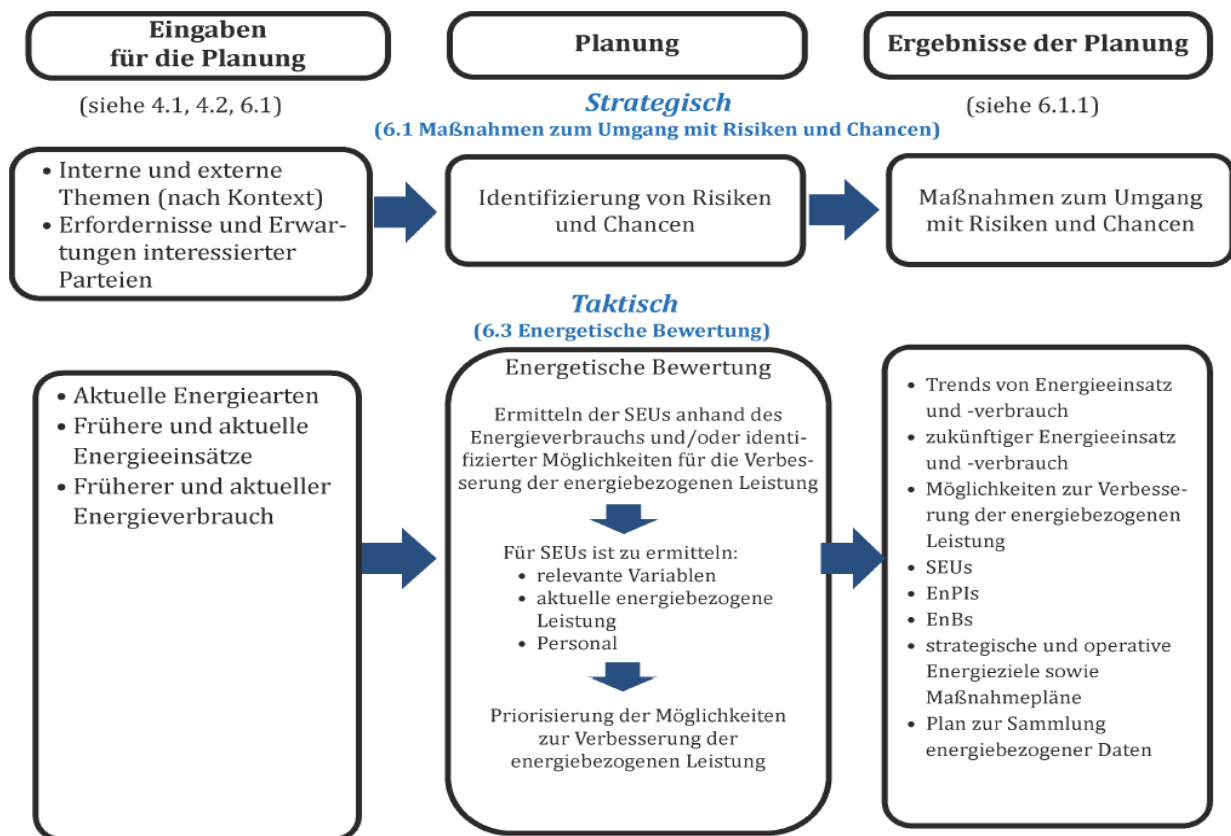 Eingaben
für die Planung
Planung
Ergebnisse der Planung
(siehe 4.1, 4.2, 6.1)
Strategisch
(6.1 Maßnahmen zum Umgang mit Risiken und Chancen)
(siehe 6.1.1)
• Interne und externe
Themen (nach Kontext)
• Erfordernisse und Erwar-
tungen interessierter
Parteien
Identifizierung von Risiken
und Chancen
Maßnahmen zum Umgang
mit Risiken und Chancen
Taktisch
(6.3 Energetische Bewertung)
• Aktuelle Energiearten
• Frühere und aktuelle
Energieeinsätze
• Früherer und aktueller
Energieverbrauch
Energetische Bewertung
Ermitteln der SEUs anhand des
Energieverbrauchs und/oder identi-
fizierter Möglichkeiten für die Verbes-
serung der energiebezogenen Leistung
Für SEUs ist zu ermitteln:
• relevante Variablen
• aktuelle energiebezogene
Leistung
• Personal
Priorisierung der Möglichkeiten
zur Verbesserung der
energiebezogenen Leistung
• Trends von Energieeinsatz
und -verbrauch
• zukünftiger Energieeinsatz
und -verbrauch
• Möglichkeiten zur Verbesse-
rung der energiebezogenen
Leistung
• SEUs
• EnPIs
• EnBs
• strategische und operative
Energieziele sowie
Maßnahmepläne
• Plan zur Sammlung
energiebezogener Daten